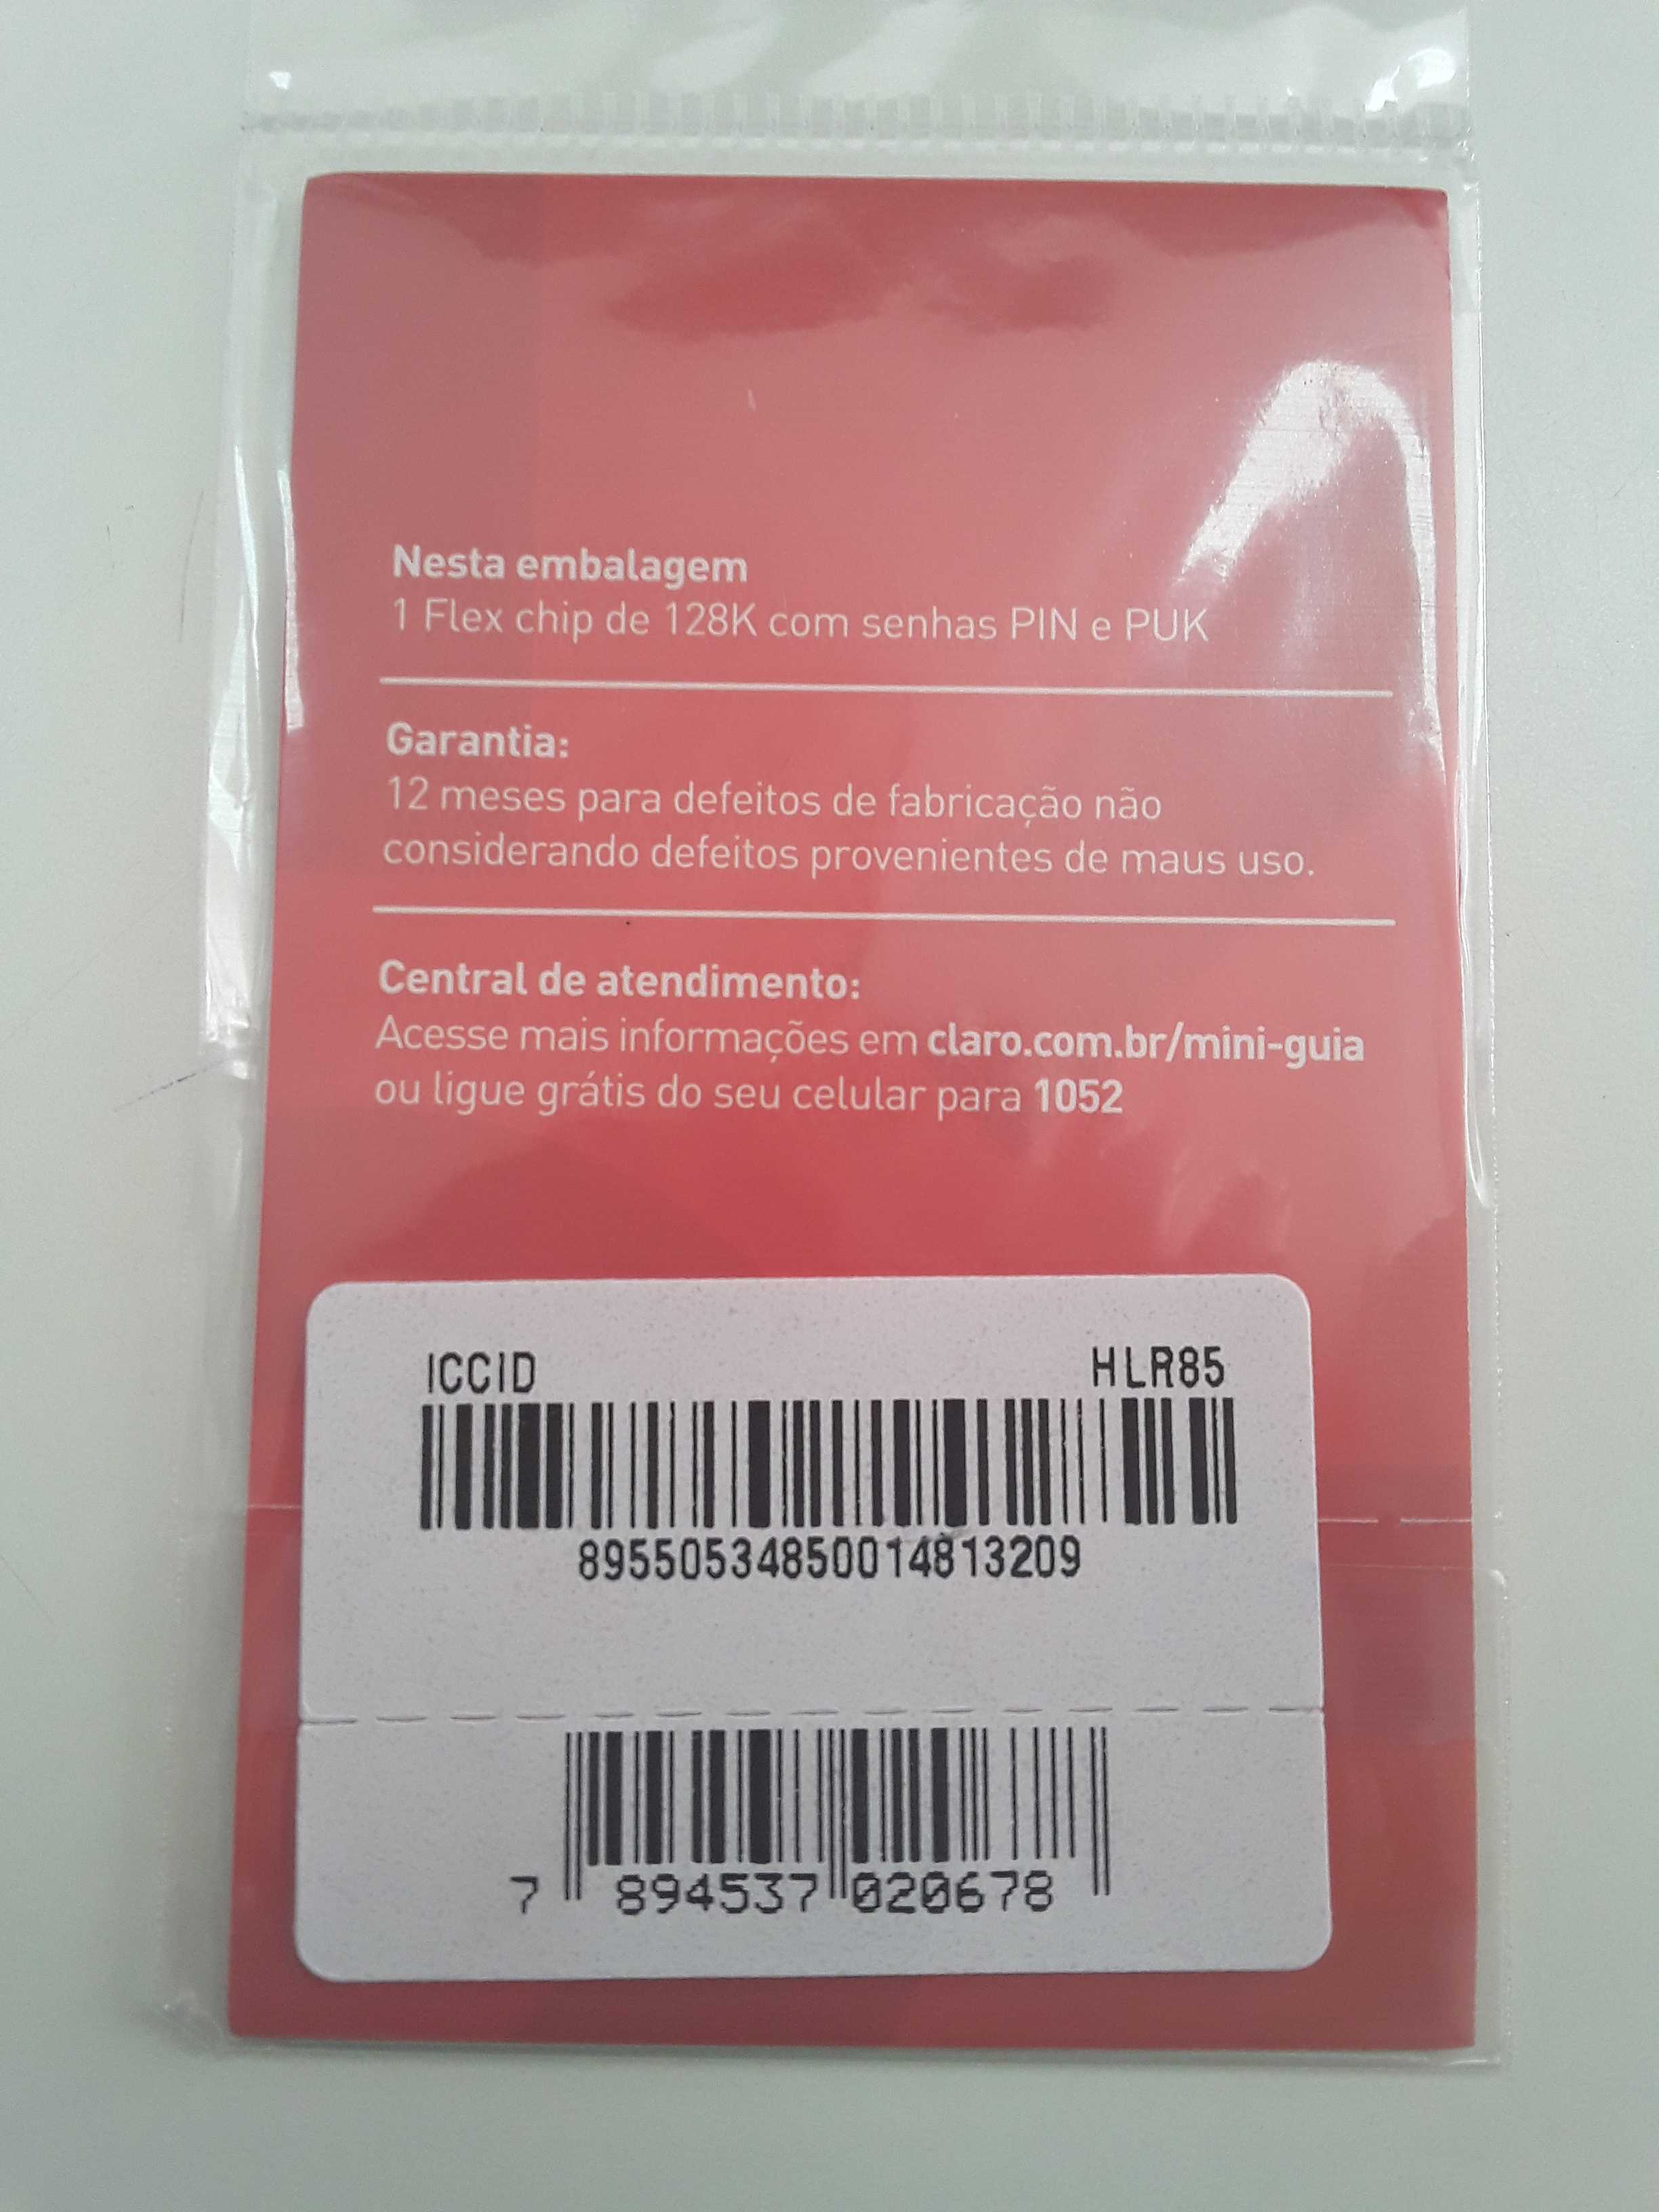 Nesta embalagem
1 Flex chip de 128K com senhas PIN e PUK
Garantia:
12 meses para defeitos de fabricação não
considerando defeitos provenientes de maus uso.
Central de atendimento:
Acesse mais informações em claro.com.br/mini-guia
ou ligue grátis do seu celular para 1052
ICCID HLR85
89550534850014813209
7 894537 020678